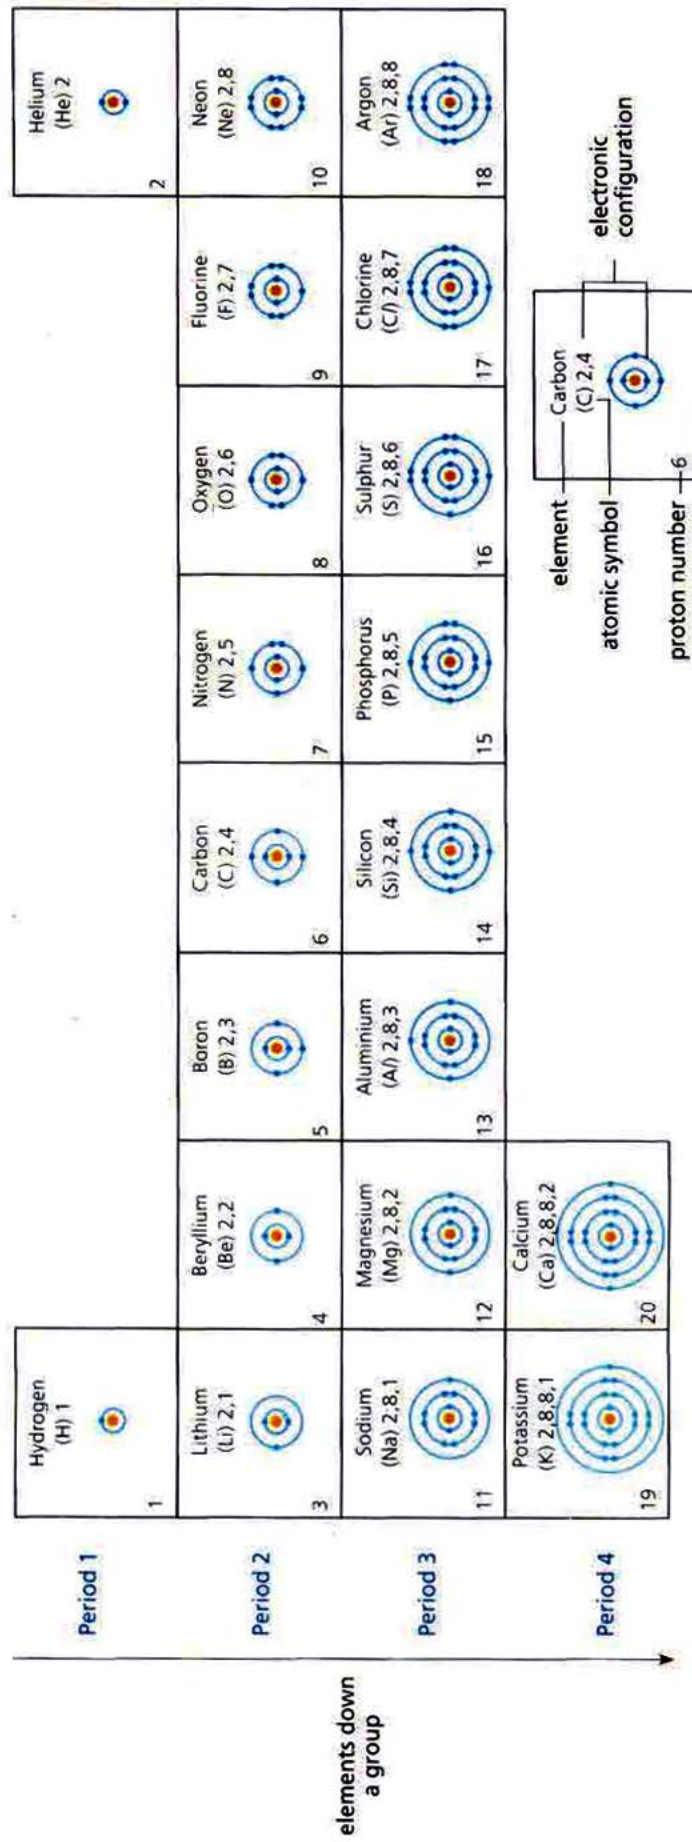 elements down
a group
Period 1
Hydrogen
(H) 1
1
Helium
(He) 2
2
Period 2
Lithium
(Li) 2,1
3
Beryllium
(Be) 2,2
4
Boron
(B) 2,3
5
Carbon
(C) 2,4
6
Nitrogen
(N) 2,5
7
Oxygen
(O) 2,6
8
Fluorine
(F) 2,7
9
Neon
(Ne) 2,8
10
Period 3
Sodium
(Na) 2,8,1
11
Magnesium
(Mg) 2,8,2
12
Aluminium
(Al) 2,8,3
13
Silicon
(Si) 2,8,4
14
Phosphorus
(P) 2,8,5
15
Sulphur
(S) 2,8,6
16
Chlorine
(Cl) 2,8,7
17
Argon
(Ar) 2,8,8
18
Period 4
Potassium
(K) 2,8,8,1
19
Calcium
(Ca) 2,8,8,2
20
element
atomic symbol
proton number
Carbon
(C) 2,4
6
electronic
configuration